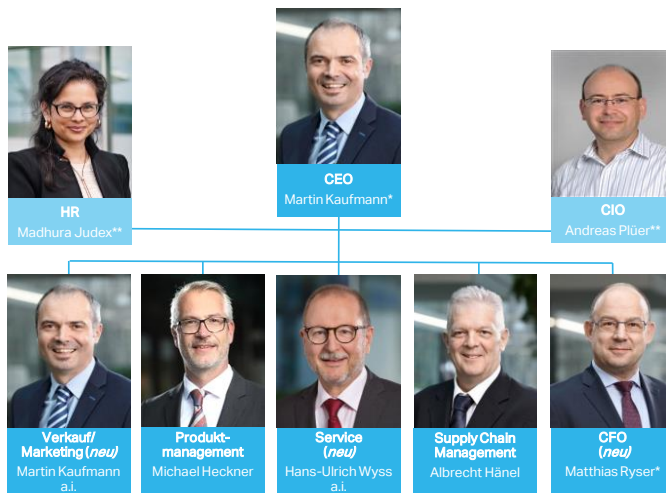 CEO
Martin Kaufmann*
HR
Madhura Judex**
CIO
Andreas Plüer**
Verkauf/
Marketing (neu)
Martin Kaufmann
a.i.
Produkt-
management
Michael Heckner
Service
(neu)
Hans-Ulrich Wyss
a.i.
Supply Chain
Management
Albrecht Hänel
CFO
(neu)
Matthias Ryser*